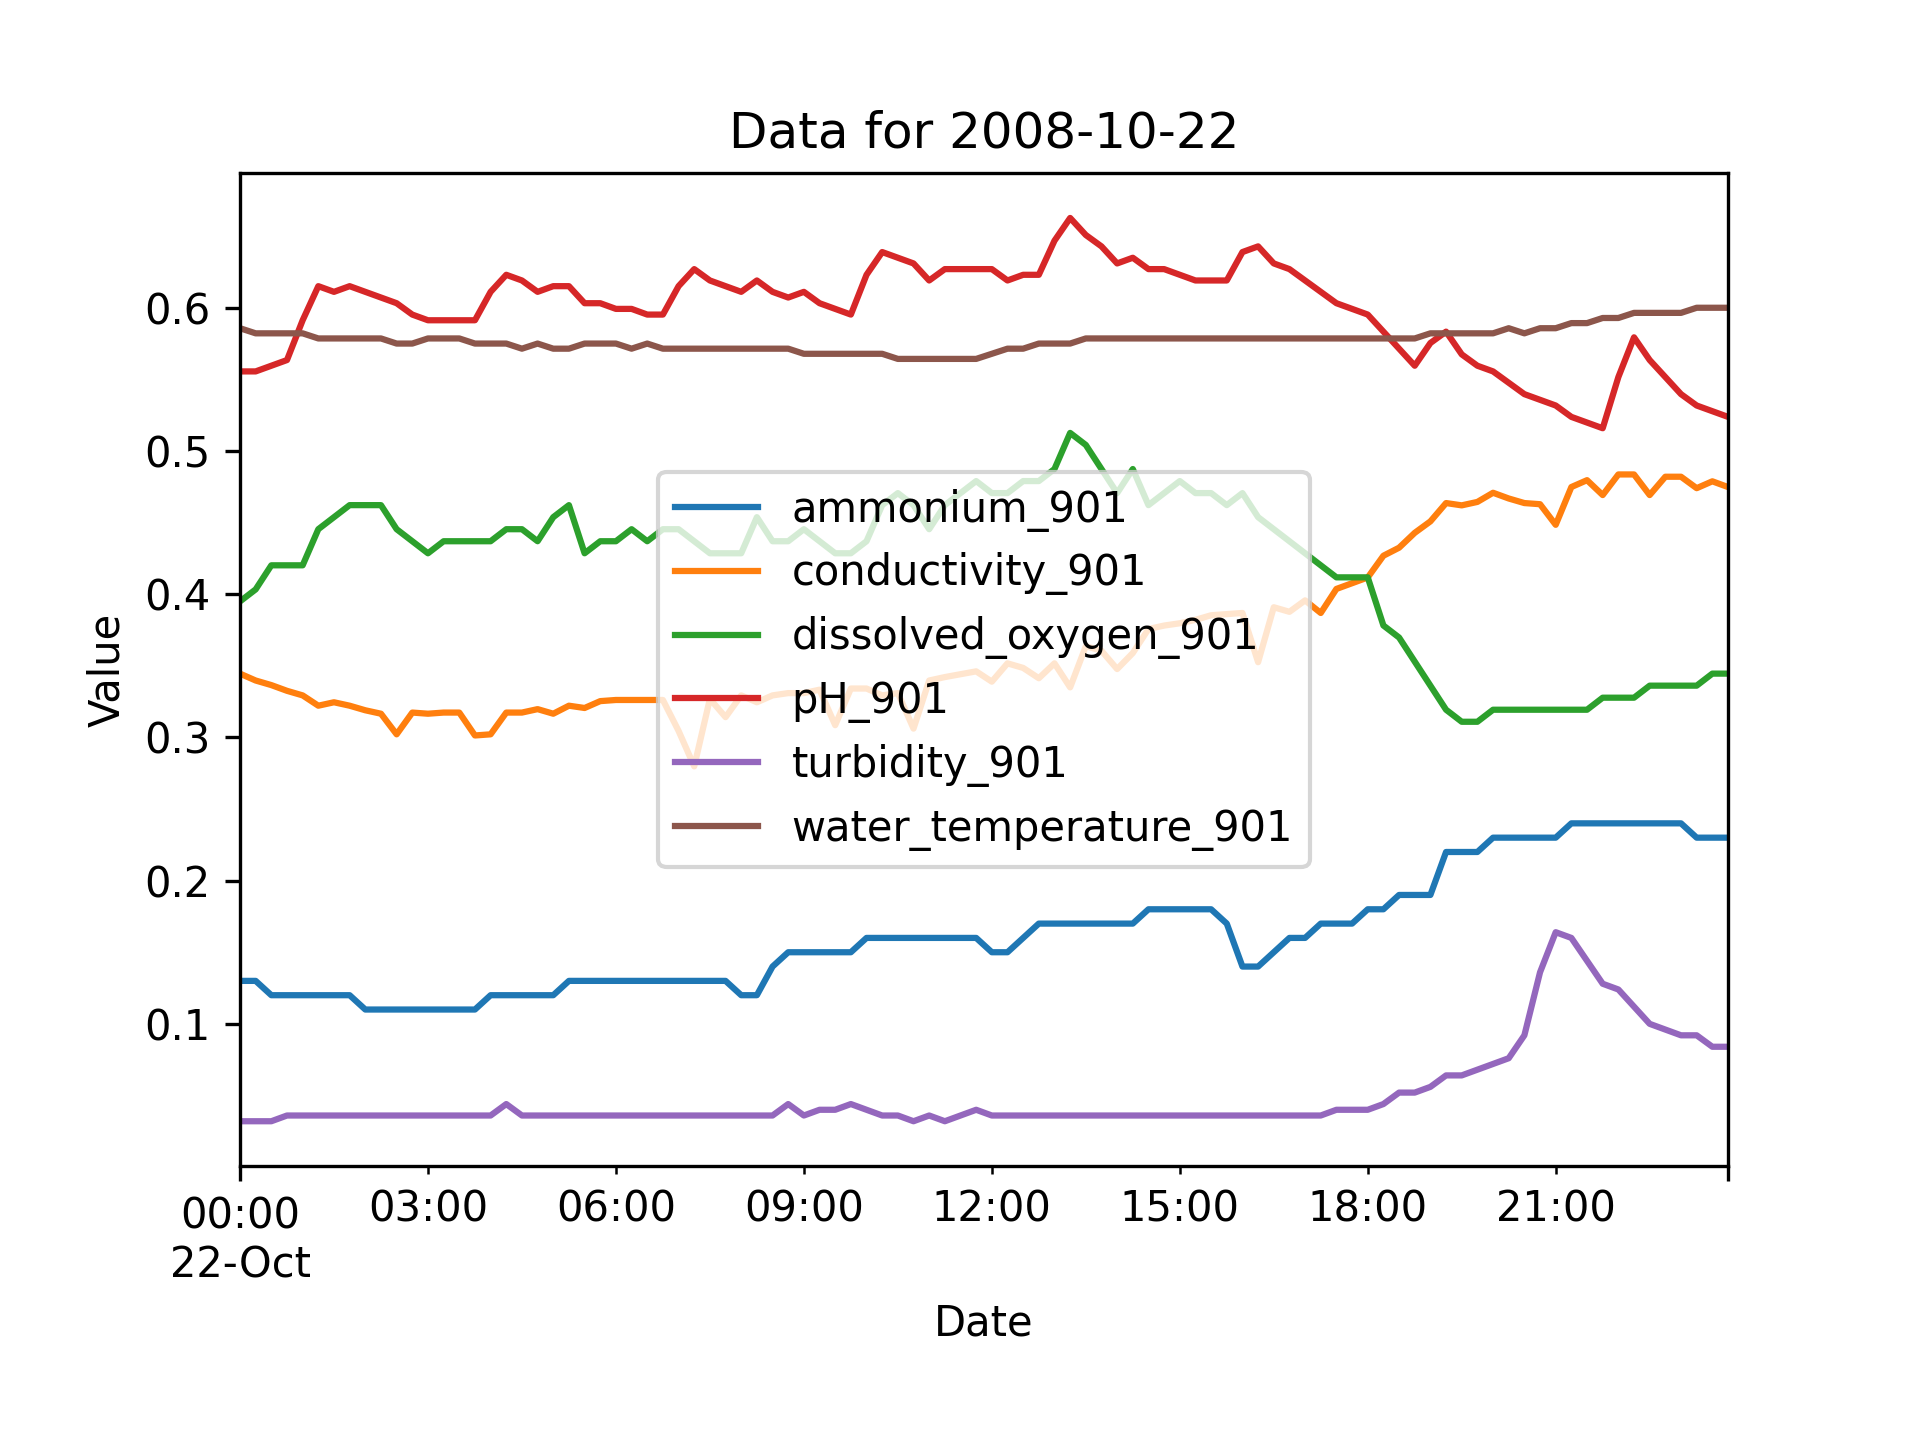 Data for 2008-10-22
Value
0.6
0.5
0.4
0.3
0.2
0.1
ammonium_901
conductivity_901
dissolved_oxygen_901
pH_901
turbidity_901
water_temperature_901
00:00 03:00 06:00 09:00 12:00 15:00 18:00 21:00
22-Oct
Date